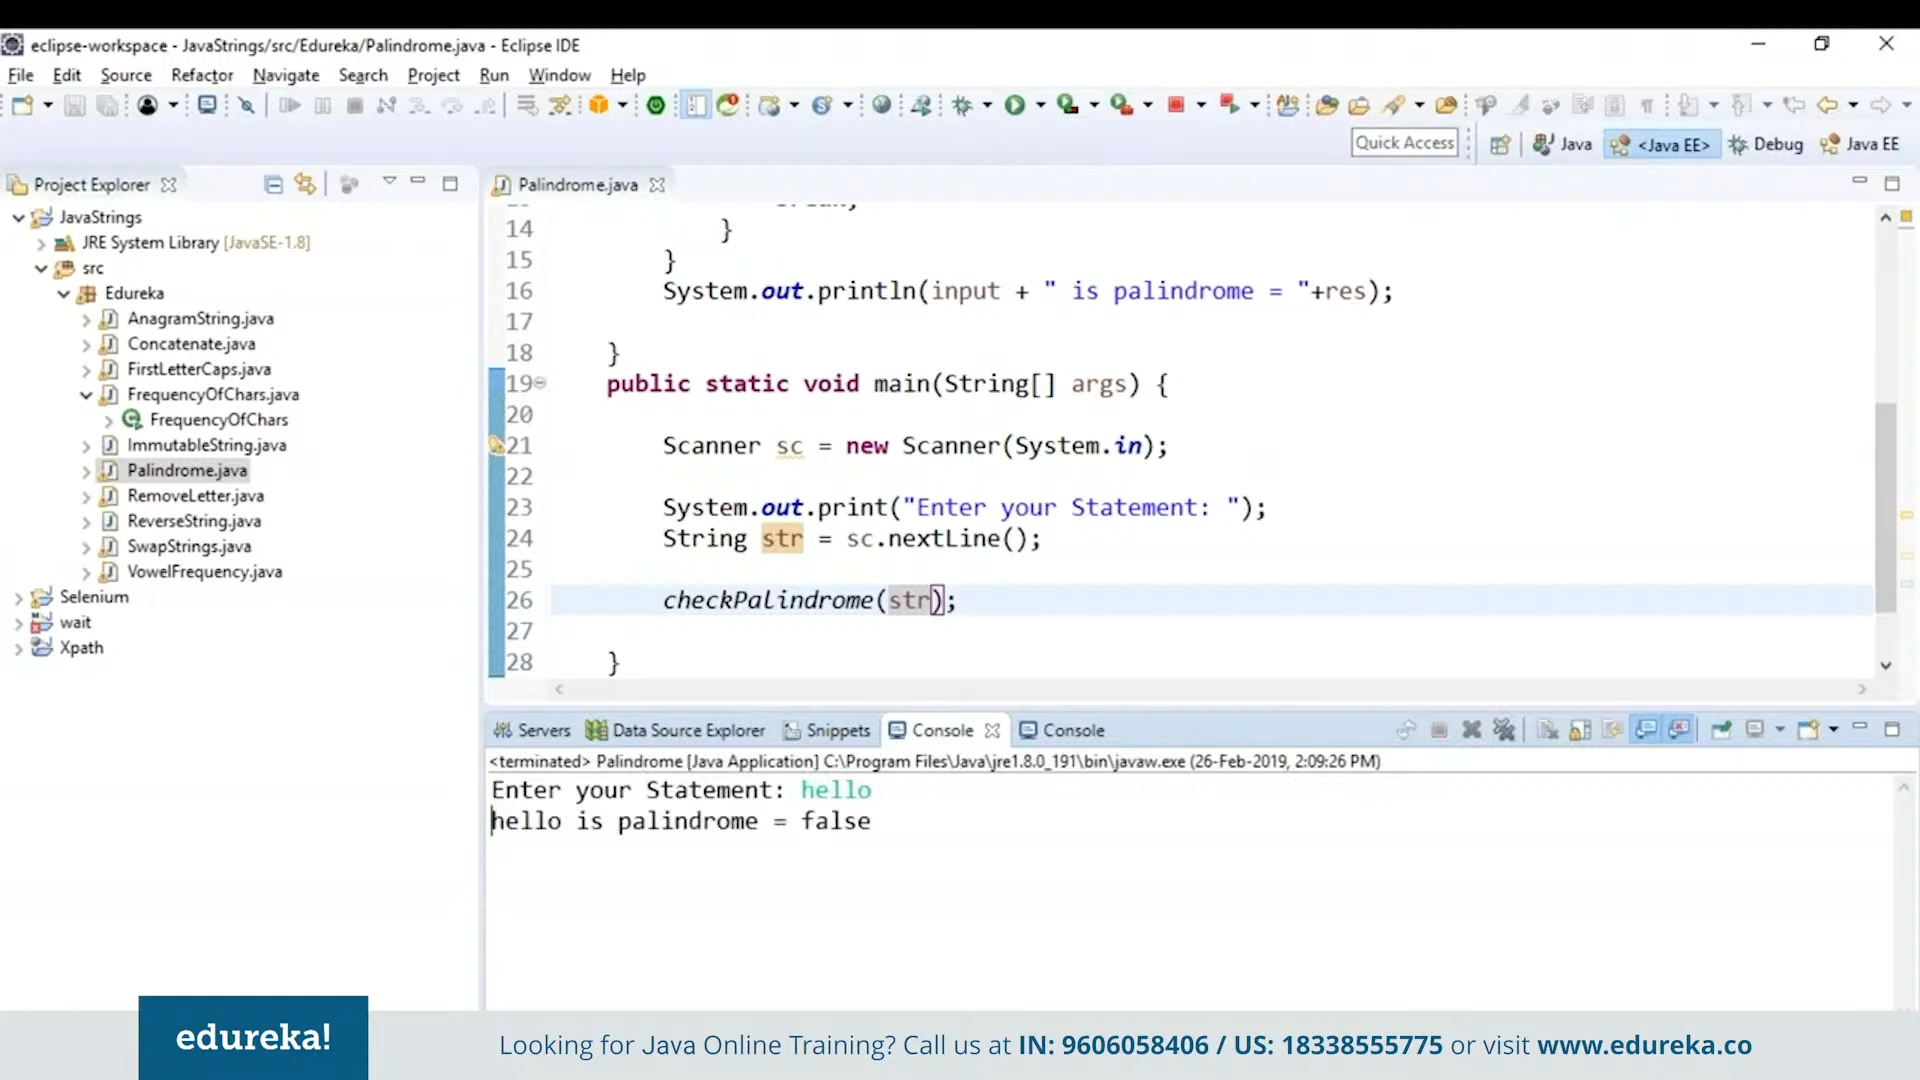 eclipse-workspace - JavaStrings/src/Edureka/Palindrome.java - Eclipse IDE
File Edit Source Refactor Navigate Search Project Run Window Help
Quick Access Java <Java EE> Debug Java EE
Project Explorer
JavaStrings
JRE System Library [JavaSE-1.8]
src
Edureka
AnagramString.java
Concatenate.java
FirstLetterCaps.java
FrequencyOfChars.java
FrequencyOfChars
ImmutableString.java
Palindrome.java
RemoveLetter.java
ReverseString.java
SwapStrings.java
VowelFrequency.java
Selenium
wait
Xpath
Palindrome.java
14 }
15 }
16 System.out.println(input + " is palindrome = "+res);
17
18 }
19 public static void main(String[] args) {
20
21 Scanner sc = new Scanner(System.in);
22
23 System.out.print("Enter your Statement: ");
24 String str = sc.nextLine();
25
26 checkPalindrome(str);
27
28 }
Servers Data Source Explorer Snippets Console Console
<terminated> Palindrome [Java Application] C:\Program Files\Java\jre1.8.0_191\bin\javaw.exe (26-Feb-2019, 2:09:26 PM)
Enter your Statement: hello
hello is palindrome = false
edureka!
Looking for Java Online Training? Call us at IN: 9606058406 / US: 18338555775 or visit www.edureka.co